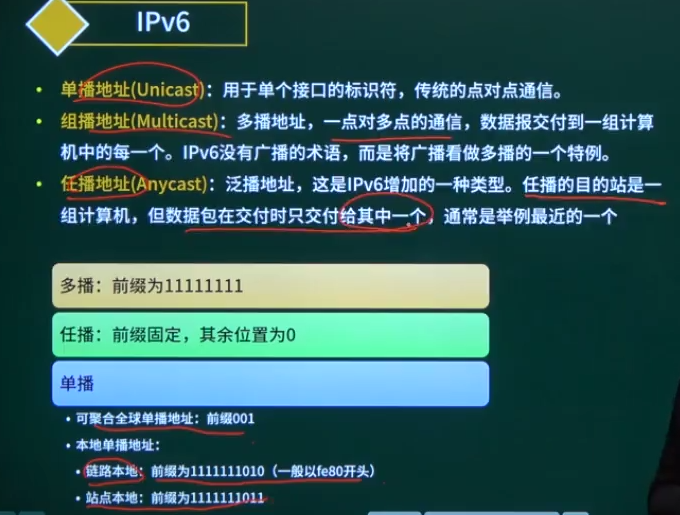 IPv6
• 单播地址(Unicast)：用于单个接口的标识符，传统的点对点通信。
• 组播地址(Multicast)：多播地址，一点对多点的通信，数据报交付到一组计算
机中的每一个。IPv6没有广播的术语，而是将广播看做多播的一个特例。
• 任播地址(Anycast)：泛播地址，这是IPv6增加的一种类型。任播的目的站是一
组计算机，但数据包在交付时只交付给其中一个，通常是举例最近的一个
多播：前缀为11111111
任播：前缀固定，其余位置为0
单播
• 可聚合全球单播地址：前缀001
• 本地单播地址：
• 链路本地：前缀为1111111010（一般以fe80开头）
• 站点本地：前缀为1111111011